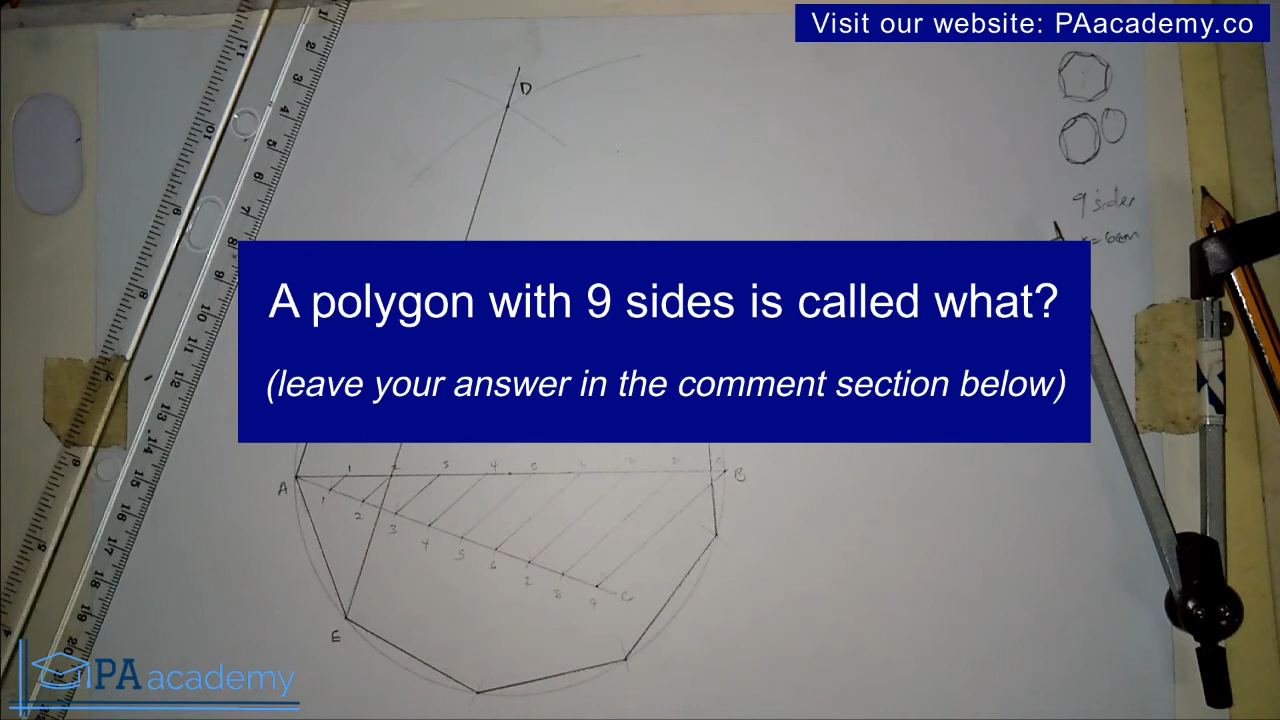 Visit our website: PAacademy.co
D
9 sides
r=6cm
A polygon with 9 sides is called what?
(leave your answer in the comment section below)
1 2 3 4 5
A
B
1 2 3 4 5 6 7 8 9 C
E
PA academy